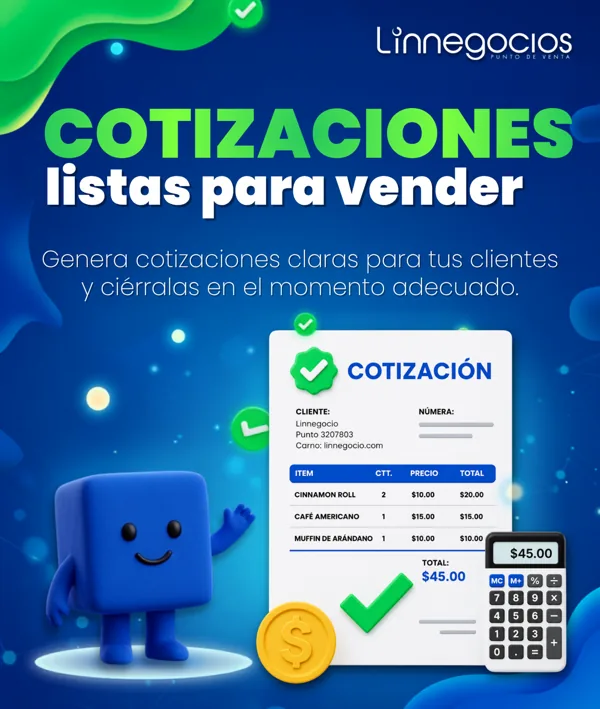 Linnegocios
PUNTO DE VENTA
COTIZACIONES
listas para vender
Genera cotizaciones claras para tus clientes
y ciérralas en el momento adecuado.
COTIZACIÓN
CLIENTE: NÚMERA:
Linnegocio
Punto 3207803
Carno: linnegocio.com
ITEM CTT. PRECIO TOTAL
CINNAMON ROLL 2 $10.00 $20.00
CAFÉ AMERICANO 1 $15.00 $15.00
MUFFIN DE ARÁNDANO 1 $10.00 $10.00
TOTAL:
$45.00
$45.00
MC M+ % ÷
7 8 9 ×
4 5 6 −
1 2 3 +
0 . =
$